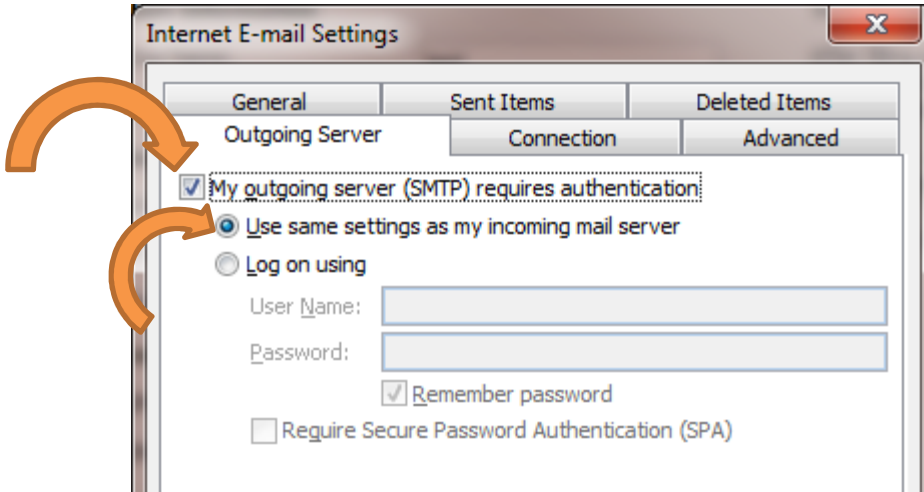 Internet E-mail Settings
General Sent Items Deleted Items
Outgoing Server Connection Advanced
My outgoing server (SMTP) requires authentication
Use same settings as my incoming mail server
Log on using
User Name:
Password:
Remember password
Require Secure Password Authentication (SPA)